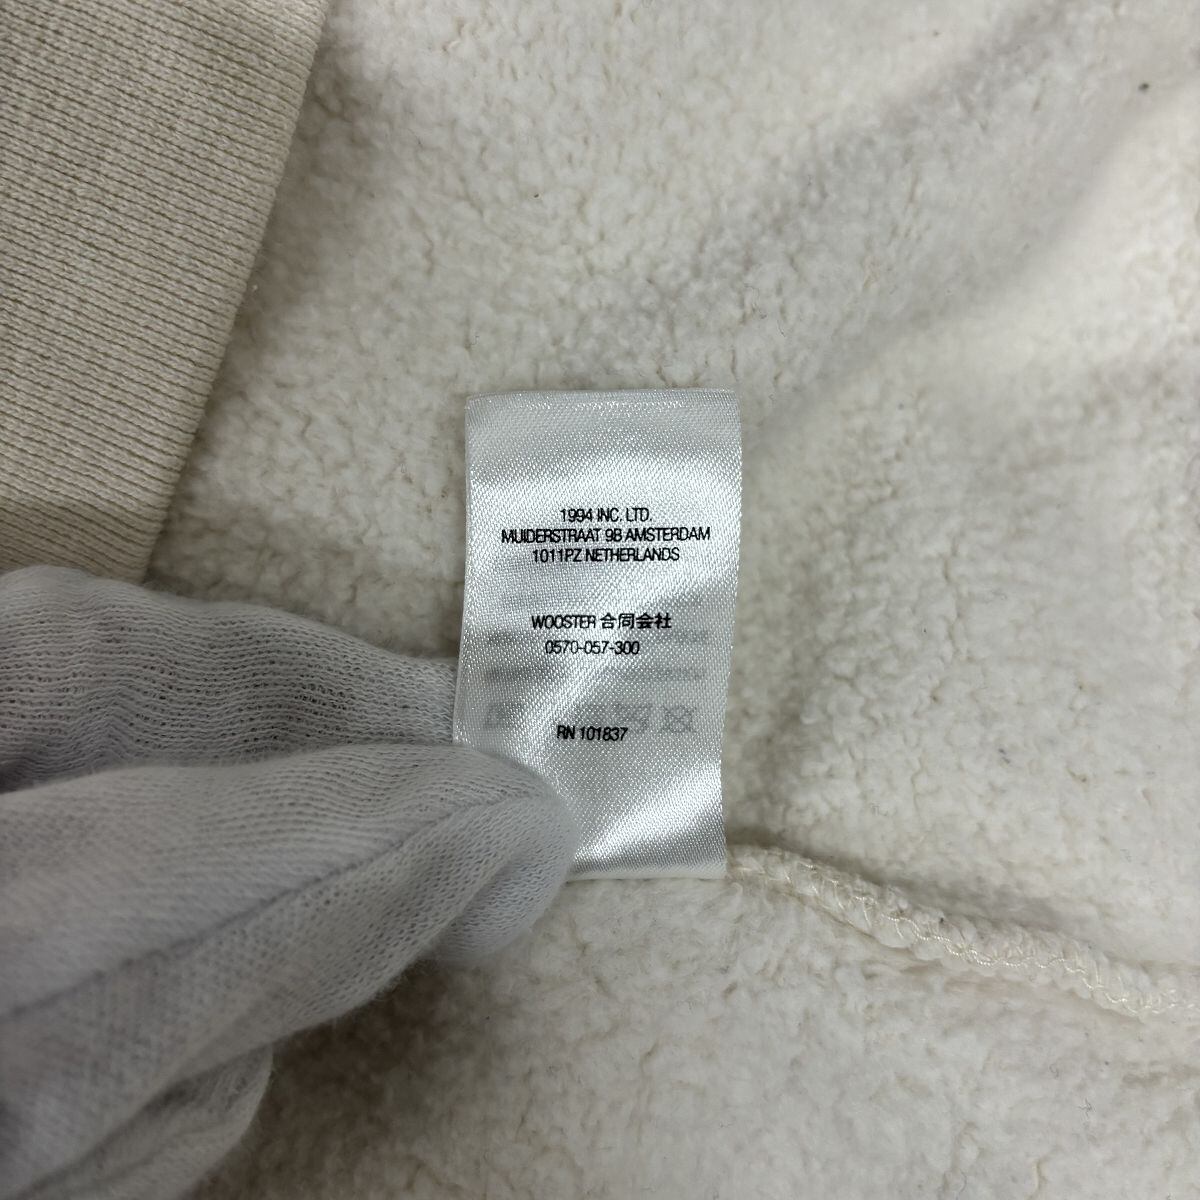 1994 INC. LTD.
MUIDERSTRAAT 9B AMSTERDAM
1011PZ NETHERLANDS
WOOSTER 合同会社
0570-057-300
RN 101837